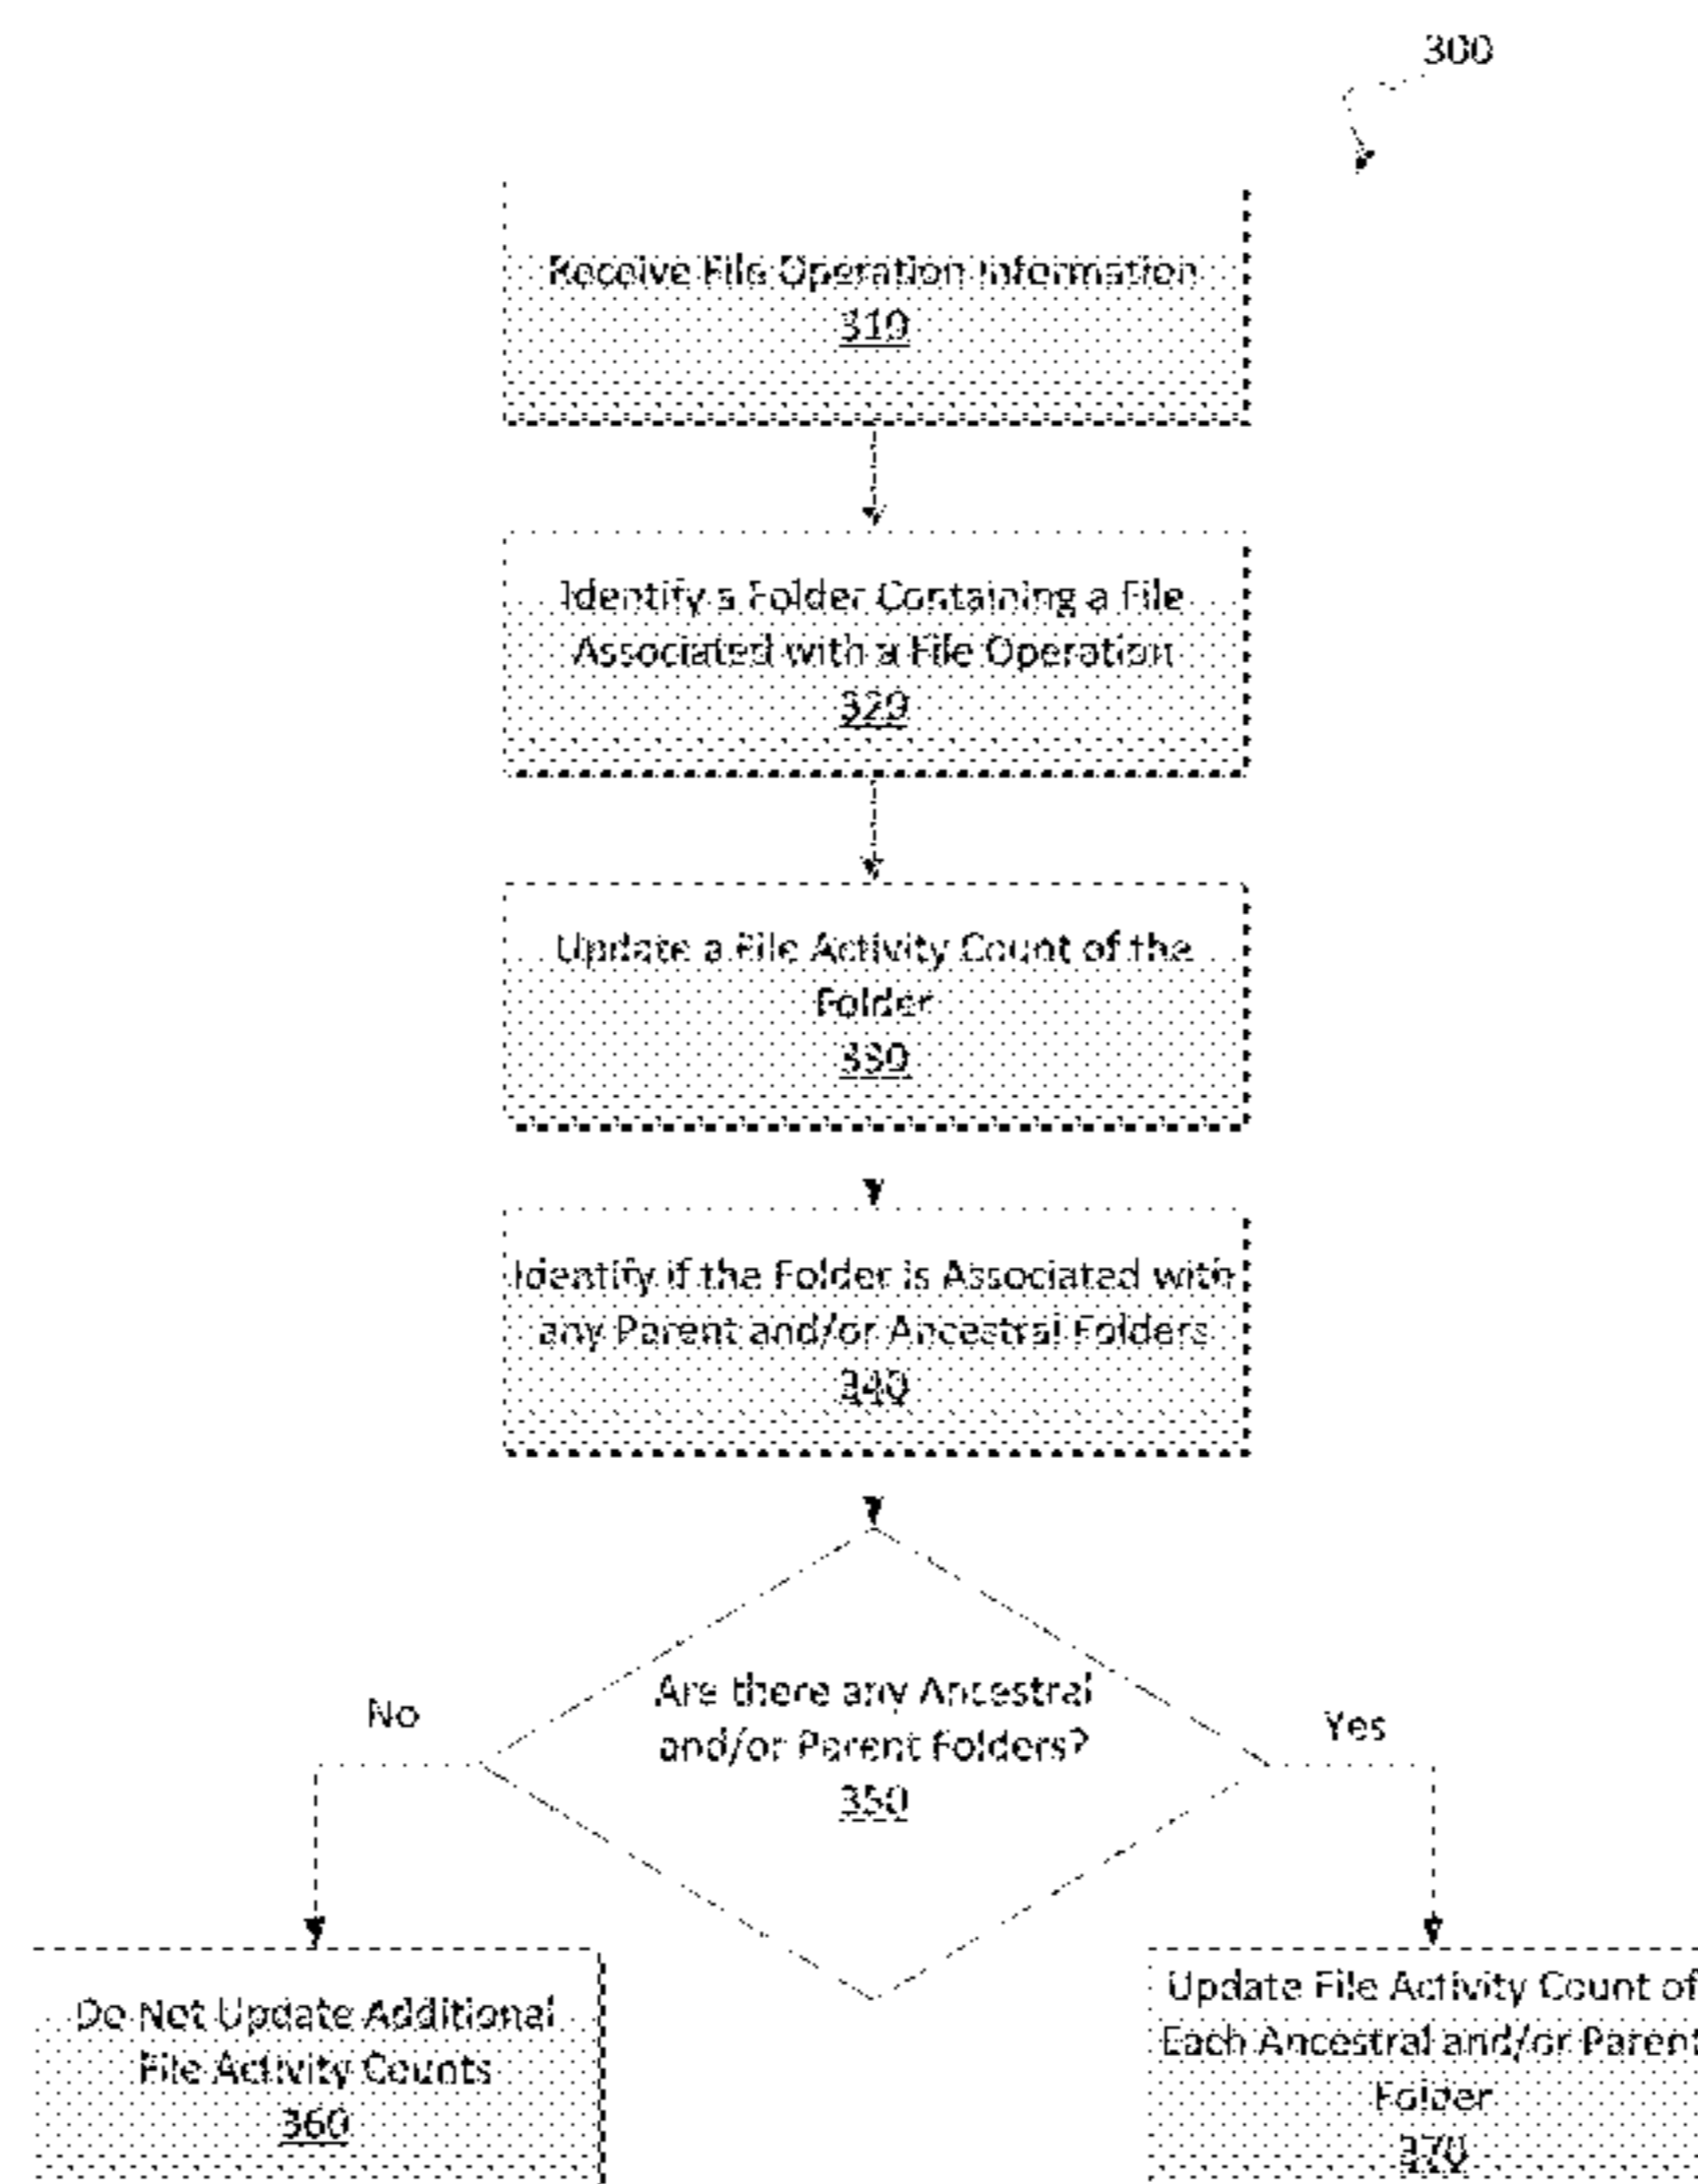 300
Receive File Operation Information
310
Identify a Folder Containing a File
Associated with a File Operation
320
Update a File Activity Count of the
Folder
330
Identify if the Folder is Associated with
any Parent and/or Ancestral Folders
340
Are there any Ancestral
and/or Parent Folders?
350
No
Yes
Do Not Update Additional
File Activity Counts
360
Update File Activity Count of
Each Ancestral and/or Parent
Folder
370